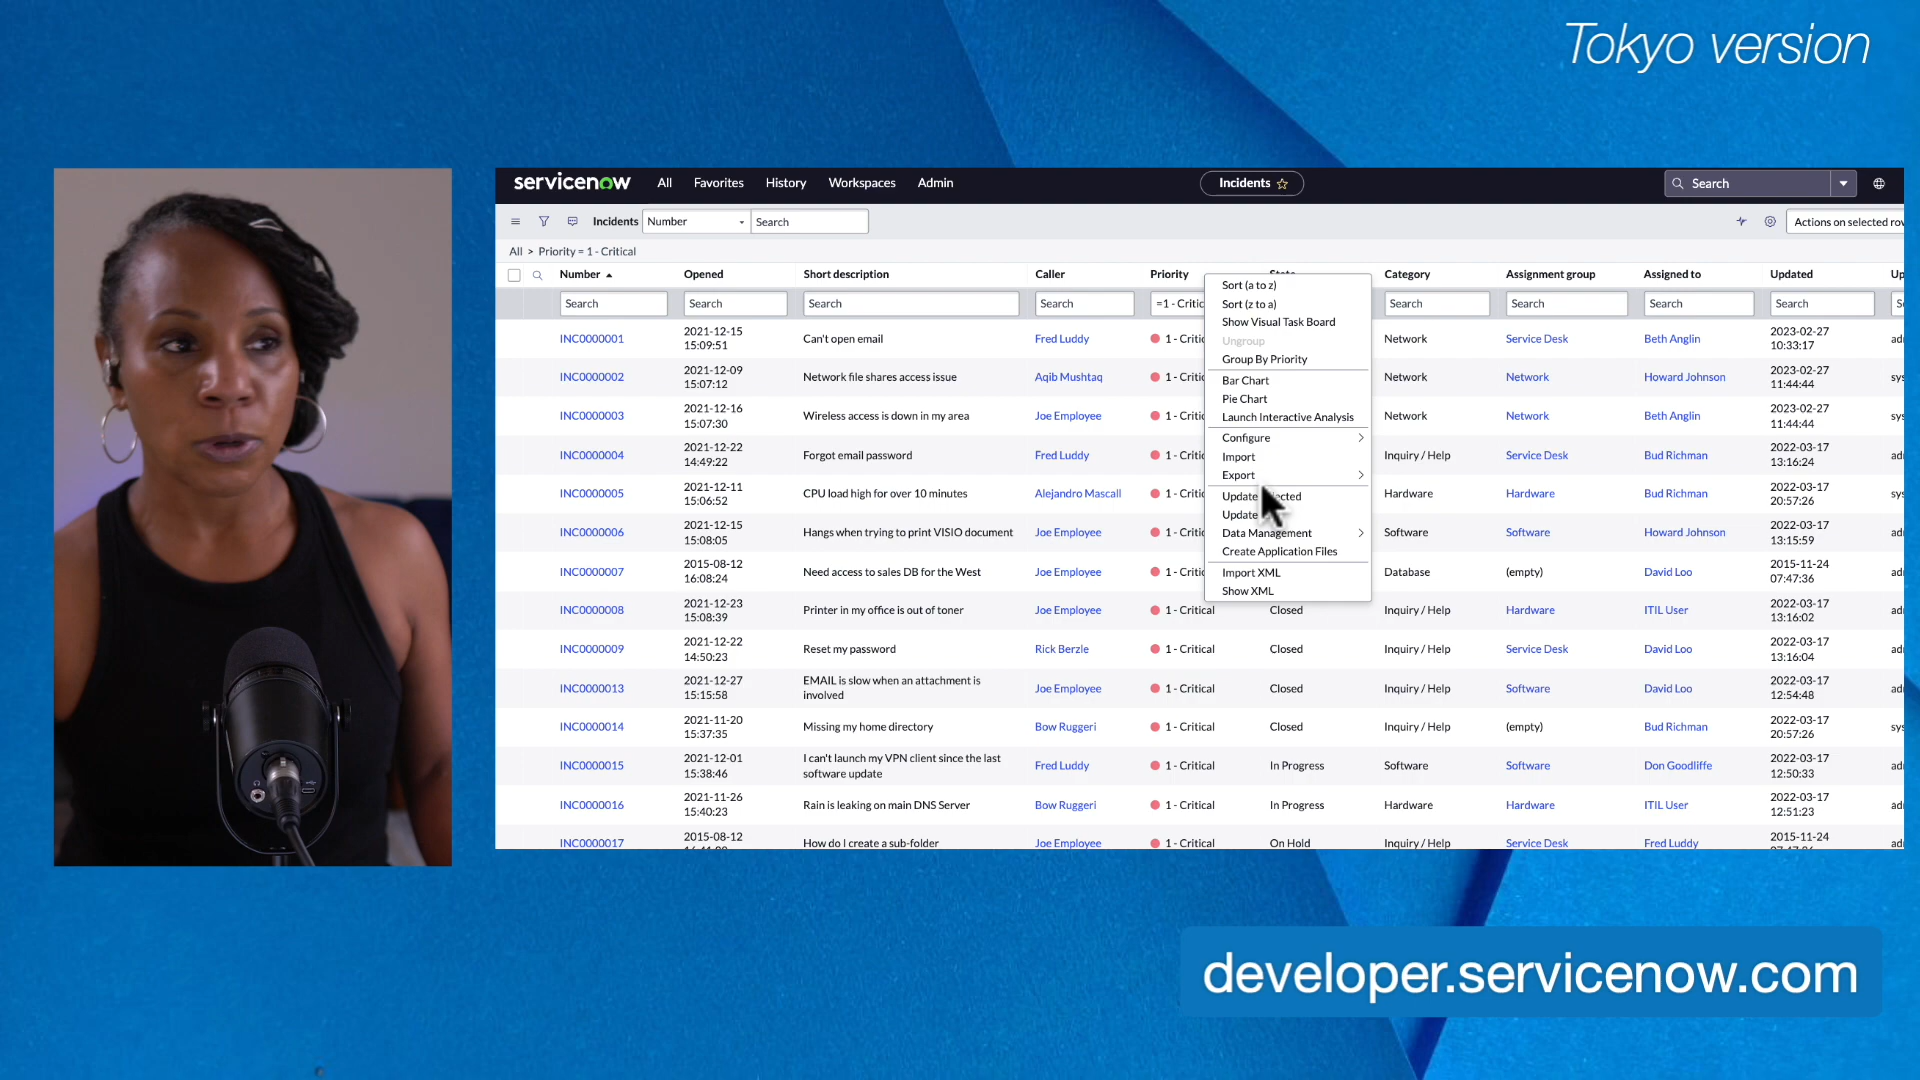 Tokyo version
servicenow All Favorites History Workspaces Admin Incidents Search
Incidents Number Search Actions on selected
All > Priority = 1 - Critical
Number Opened Short description Caller Priority Category Assignment group Assigned to Updated
Search Search Search Search =1 - Critic Search Search Search Search
INC0000001 2021-12-15 15:09:51 Can't open email Fred Luddy 1 - Critic Network Service Desk Beth Anglin 2023-02-27 10:33:17
INC0000002 2021-12-09 15:07:12 Network file shares access issue Aqib Mushtaq 1 - Critic Network Network Howard Johnson 2023-02-27 11:44:44
INC0000003 2021-12-16 15:07:30 Wireless access is down in my area Joe Employee 1 - Critic Network Network Beth Anglin 2023-02-27 11:44:44
INC0000004 2021-12-22 14:49:22 Forgot email password Fred Luddy 1 - Critic Inquiry / Help Service Desk Bud Richman 2022-03-17 13:16:24
INC0000005 2021-12-11 15:06:52 CPU load high for over 10 minutes Alejandro Mascall 1 - Critic Hardware Hardware Bud Richman 2022-03-17 20:57:26
INC0000006 2021-12-15 15:08:05 Hangs when trying to print VISIO document Joe Employee 1 - Critic Software Software Howard Johnson 2022-03-17 13:15:59
INC0000007 2015-08-12 16:08:24 Need access to sales DB for the West Joe Employee 1 - Critic Database (empty) David Loo 2015-11-24 07:47:36
INC0000008 2021-12-23 15:08:39 Printer in my office is out of toner Joe Employee 1 - Critical Closed Inquiry / Help Hardware ITIL User 2022-03-17 13:16:02
INC0000009 2021-12-22 14:50:23 Reset my password Rick Berzle 1 - Critical Closed Inquiry / Help Service Desk David Loo 2022-03-17 13:16:04
INC0000013 2021-12-27 15:15:58 EMAIL is slow when an attachment is involved Joe Employee 1 - Critical Closed Inquiry / Help Software David Loo 2022-03-17 12:54:48
INC0000014 2021-11-20 15:37:35 Missing my home directory Bow Ruggeri 1 - Critical Closed Inquiry / Help (empty) Bud Richman 2022-03-17 20:57:26
INC0000015 2021-12-01 15:38:46 I can't launch my VPN client since the last software update Fred Luddy 1 - Critical In Progress Software Software Don Goodliffe 2022-03-17 12:50:33
INC0000016 2021-11-26 15:40:23 Rain is leaking on main DNS Server Bow Ruggeri 1 - Critical In Progress Hardware Hardware ITIL User 2022-03-17 12:51:23
INC0000017 2015-08-12 How do I create a sub-folder Joe Employee 1 - Critical On Hold Inquiry / Help Service Desk Fred Luddy 2015-11-24
Sort (a to z)
Sort (z to a)
Show Visual Task Board
Ungroup
Group By Priority
Bar Chart
Pie Chart
Launch Interactive Analysis
Configure
Import
Export
Update
Update
Data Management
Create Application Files
Import XML
Show XML
developer.servicenow.com